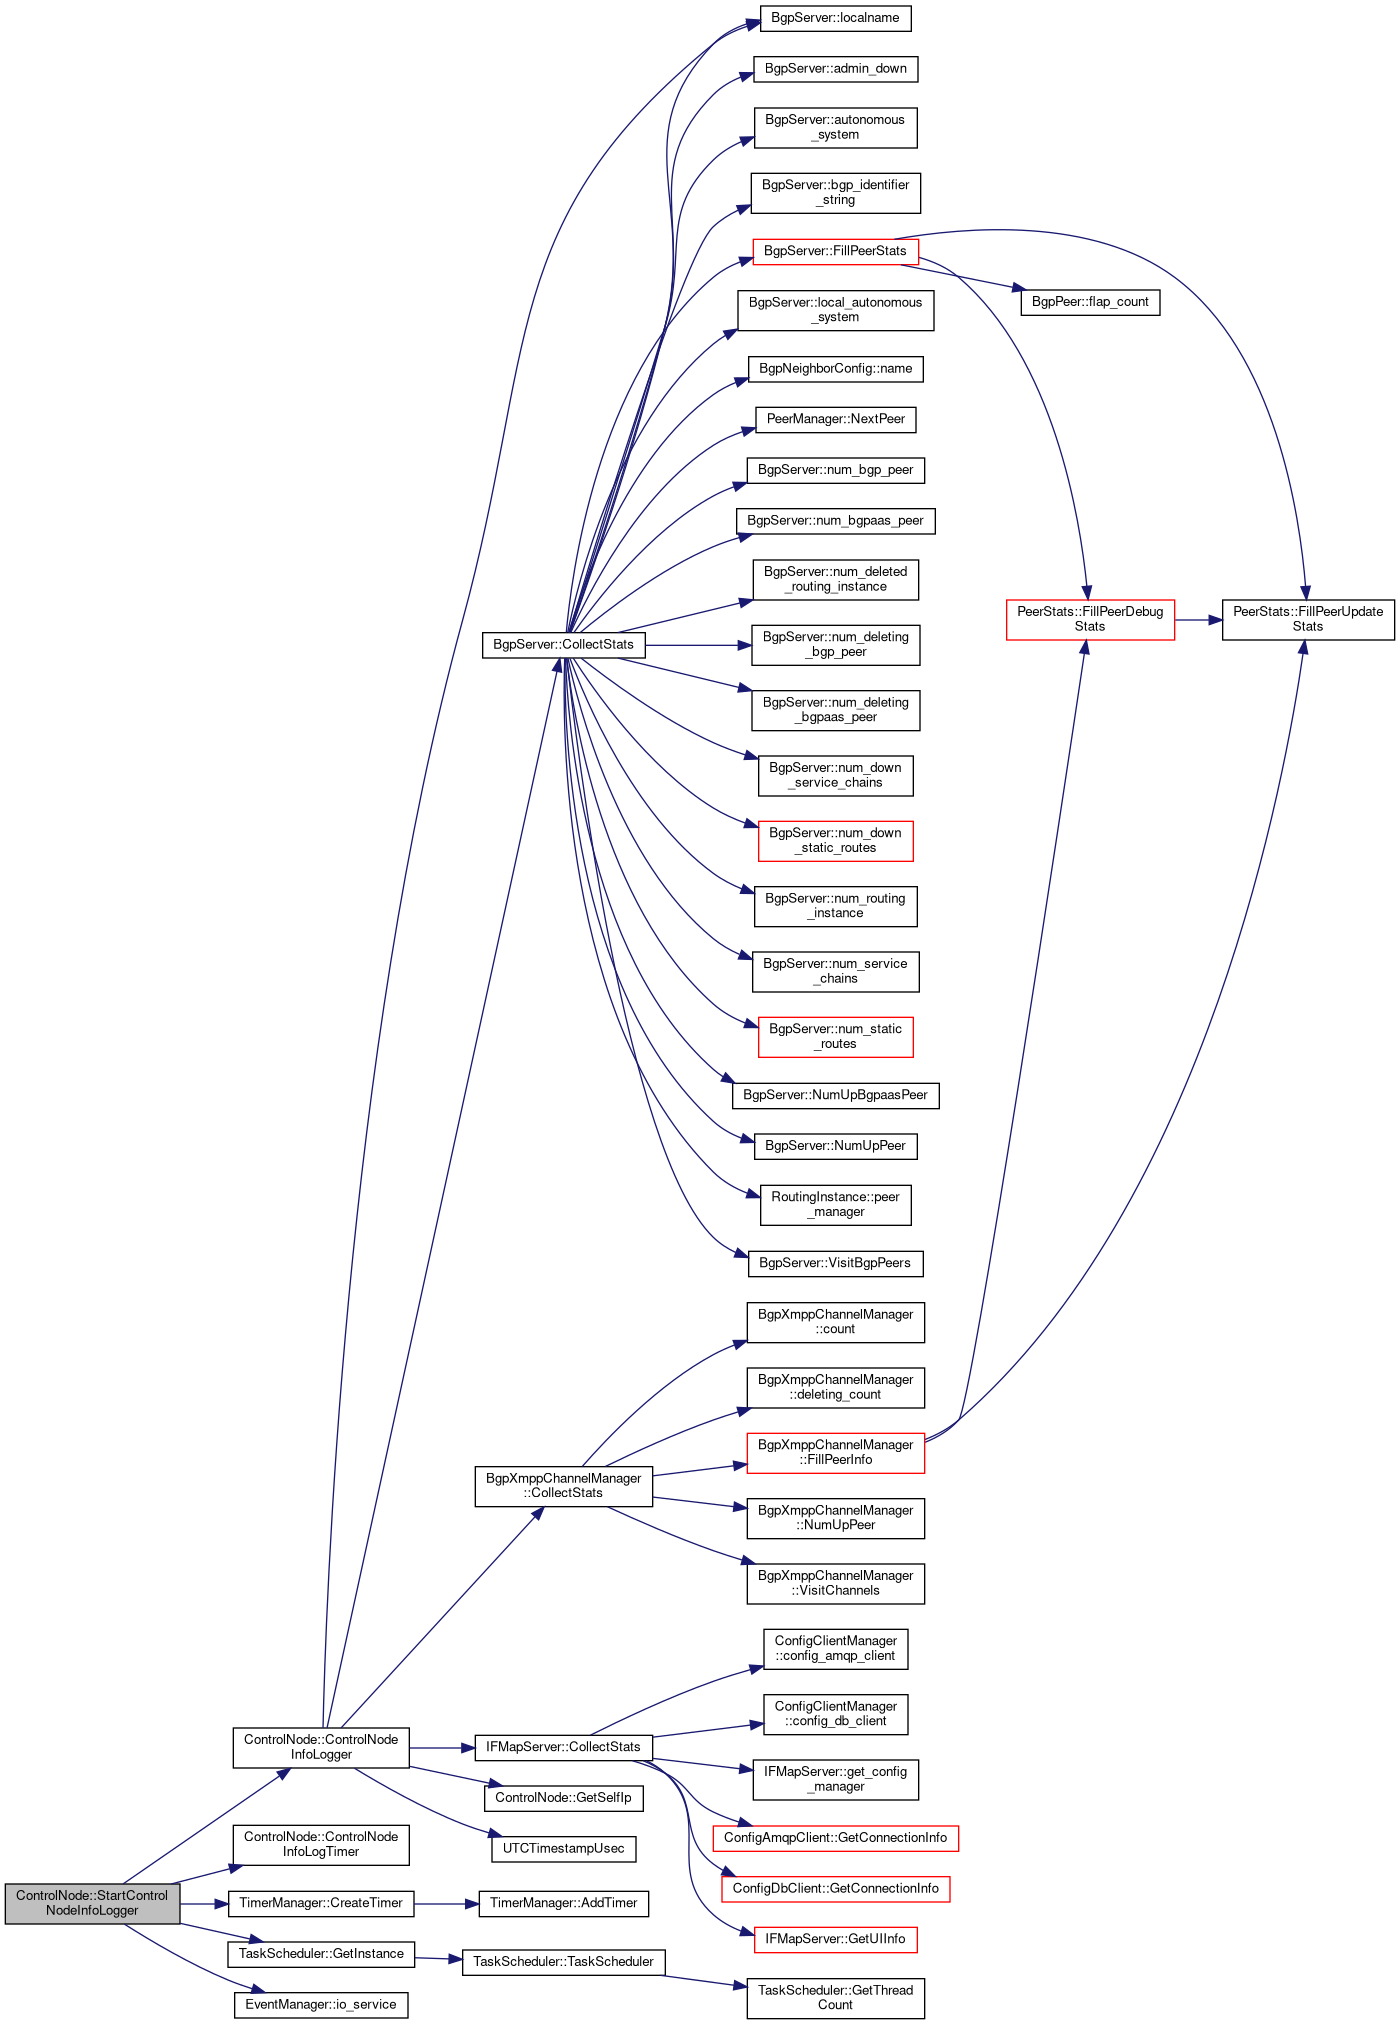 BgpServer::localname
BgpServer::admin_down
BgpServer::autonomous
_system
BgpServer::bgp_identifier
_string
BgpServer::FillPeerStats
BgpServer::local_autonomous
_system
BgpPeer::flap_count
BgpNeighborConfig::name
PeerManager::NextPeer
BgpServer::num_bgp_peer
BgpServer::num_bgpaas_peer
BgpServer::num_deleted
_routing_instance
PeerStats::FillPeerDebug
Stats
PeerStats::FillPeerUpdate
Stats
BgpServer::CollectStats
BgpServer::num_deleting
_bgp_peer
BgpServer::num_deleting
_bgpaas_peer
BgpServer::num_down
_service_chains
BgpServer::num_down
_static_routes
BgpServer::num_routing
_instance
BgpServer::num_service
_chains
BgpServer::num_static
_routes
BgpServer::NumUpBgpaasPeer
BgpServer::NumUpPeer
RoutingInstance::peer
_manager
BgpServer::VisitBgpPeers
BgpXmppChannelManager
::count
BgpXmppChannelManager
::deleting_count
BgpXmppChannelManager
::FillPeerInfo
BgpXmppChannelManager
::CollectStats
BgpXmppChannelManager
::NumUpPeer
BgpXmppChannelManager
::VisitChannels
ConfigClientManager
::config_amqp_client
ConfigClientManager
::config_db_client
ControlNode::ControlNode
InfoLogger
IFMapServer::CollectStats
IFMapServer::get_config
_manager
ControlNode::GetSelfIp
ConfigAmqpClient::GetConnectionInfo
ControlNode::ControlNode
InfoLogTimer
UTCTimestampUsec
ConfigDbClient::GetConnectionInfo
ControlNode::StartControl
NodeInfoLogger
TimerManager::CreateTimer
TimerManager::AddTimer
IFMapServer::GetUIInfo
TaskScheduler::GetInstance
TaskScheduler::TaskScheduler
TaskScheduler::GetThread
Count
EventManager::io_service